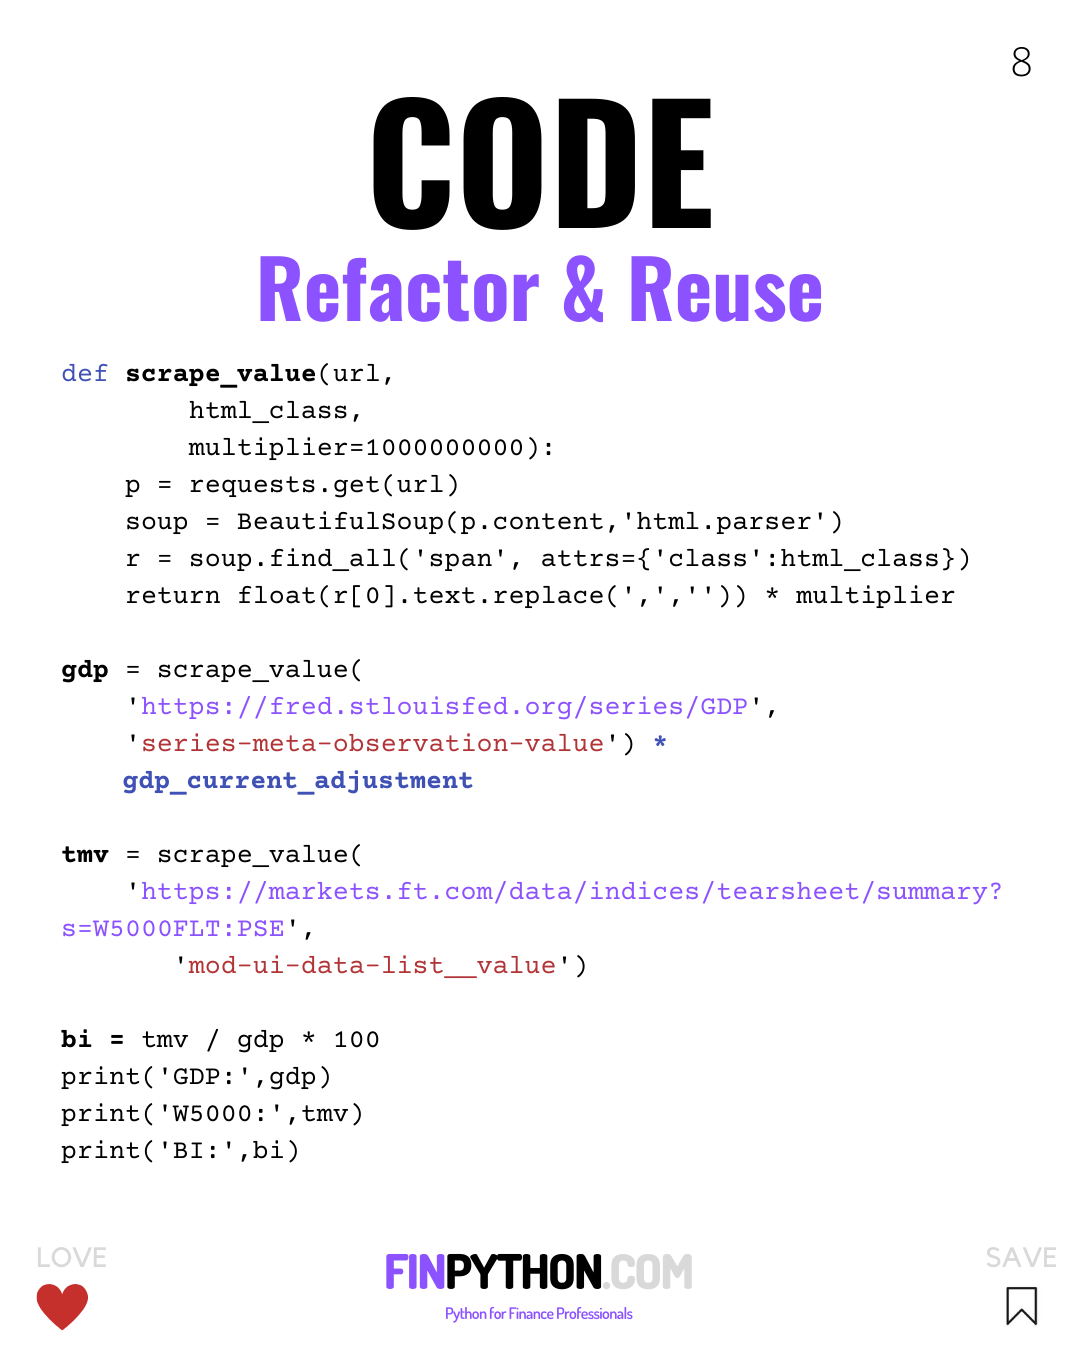 8
CODE
Refactor & Reuse
def scrape_value(url,
        html_class,
        multiplier=1000000000):
    p = requests.get(url)
    soup = BeautifulSoup(p.content,'html.parser')
    r = soup.find_all('span', attrs={'class':html_class})
    return float(r[0].text.replace(',','')) * multiplier
gdp = scrape_value(
    'https://fred.stlouisfed.org/series/GDP',
    'series-meta-observation-value') *
    gdp_current_adjustment
tmv = scrape_value(
    'https://markets.ft.com/data/indices/tearsheet/summary?
s=W5000FLT:PSE',
       'mod-ui-data-list__value')
bi = tmv / gdp * 100
print('GDP:',gdp)
print('W5000:',tmv)
print('BI:',bi)
LOVE
FINPYTHON.COM
Python for Finance Professionals
SAVE